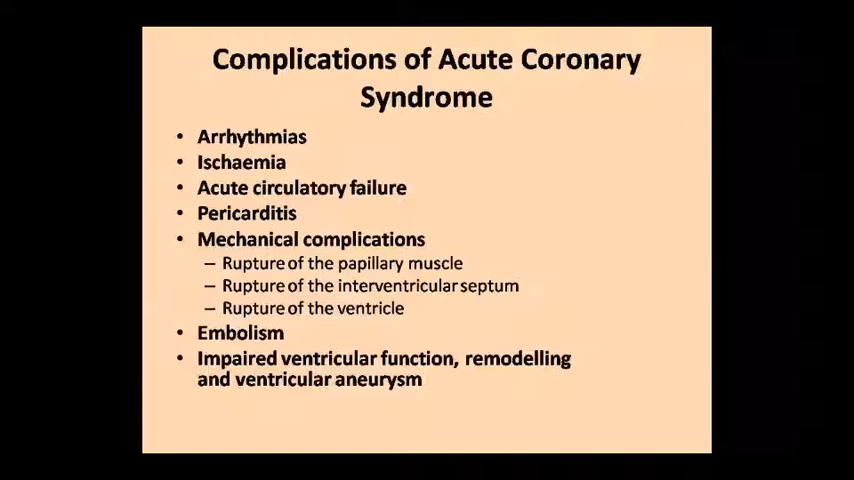 Complications of Acute Coronary
Syndrome
• Arrhythmias
• Ischaemia
• Acute circulatory failure
• Pericarditis
• Mechanical complications
– Rupture of the papillary muscle
– Rupture of the interventricular septum
– Rupture of the ventricle
• Embolism
• Impaired ventricular function, remodelling
and ventricular aneurysm